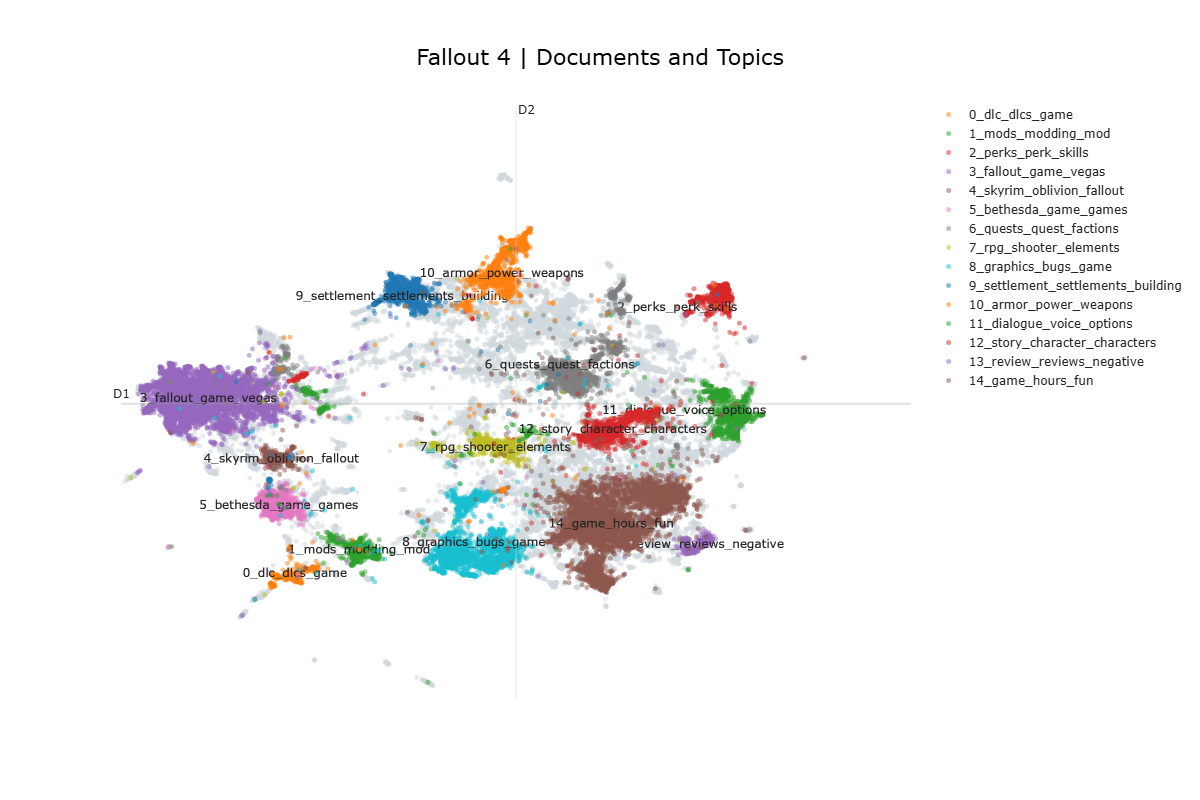 Fallout 4 | Documents and Topics
D2
0_dlc_dlcs_game
1_mods_modding_mod
2_perks_perk_skills
3_fallout_game_vegas
4_skyrim_oblivion_fallout
5_bethesda_game_games
6_quests_quest_factions
7_rpg_shooter_elements
8_graphics_bugs_game
9_settlement_settlements_building
10_armor_power_weapons
11_dialogue_voice_options
12_story_character_characters
13_review_reviews_negative
14_game_hours_fun
10_armor_power_weapons
9_settlement_settlements_building
2_perks_perk_skills
6_quests_quest_factions
D1
3_fallout_game_vegas
11_dialogue_voice_options
12_story_character_characters
7_rpg_shooter_elements
4_skyrim_oblivion_fallout
5_bethesda_game_games
14_game_hours_fun
8_graphics_bugs_game
eview_reviews_negative
1_mods_modding_mod
0_dlc_dlcs_game